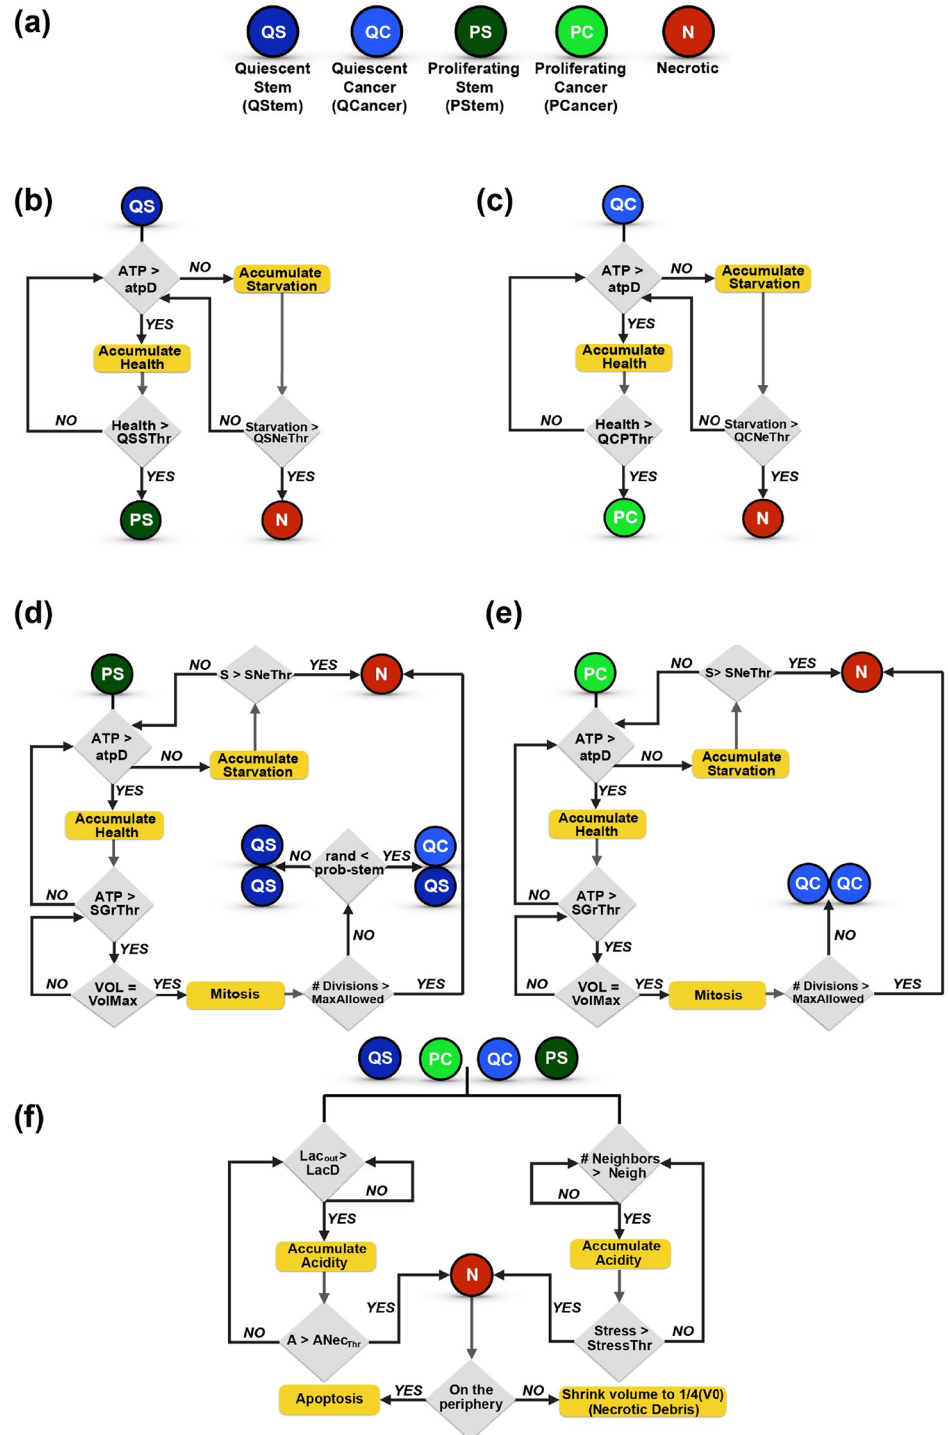 (a)
QS
QC
PS
PC
N
Quiescent
Stem
(QStem)
Quiescent
Cancer
(QCancer)
Proliferating
Stem
(PStem)
Proliferating
Cancer
(PCancer)
Necrotic
(b)
QS
ATP >
atpD
NO
Accumulate
Starvation
YES
Accumulate
Health
NO
Health >
QSSThr
NO
Starvation >
QSNeThr
YES
YES
PS
N
(c)
QC
ATP >
atpD
NO
Accumulate
Starvation
YES
Accumulate
Health
NO
Health >
QCPThr
NO
Starvation >
QCNeThr
YES
YES
PC
N
(d)
PS
NO
S > SNeThr
YES
N
ATP >
atpD
NO
Accumulate
Starvation
YES
Accumulate
Health
QS
QS
NO
rand <
prob-stem
YES
QC
QS
NO
ATP >
SGrThr
YES
NO
NO
VOL =
VolMax
YES
Mitosis
# Divisions >
MaxAllowed
YES
(e)
PC
NO
S> SNeThr
YES
N
ATP >
atpD
NO
Accumulate
Starvation
YES
Accumulate
Health
QC
QC
NO
ATP >
SGrThr
YES
NO
NO
VOL =
VolMax
YES
Mitosis
# Divisions >
MaxAllowed
YES
QS
PC
QC
PS
(f)
Lacout>
LacD
NO
YES
Accumulate
Acidity
NO
A > ANecThr
YES
# Neighbors
> Neigh
NO
YES
Accumulate
Acidity
YES
Stress >
StressThr
NO
N
Apoptosis
YES
On the
periphery
NO
Shrink volume to 1/4(V0)
(Necrotic Debris)